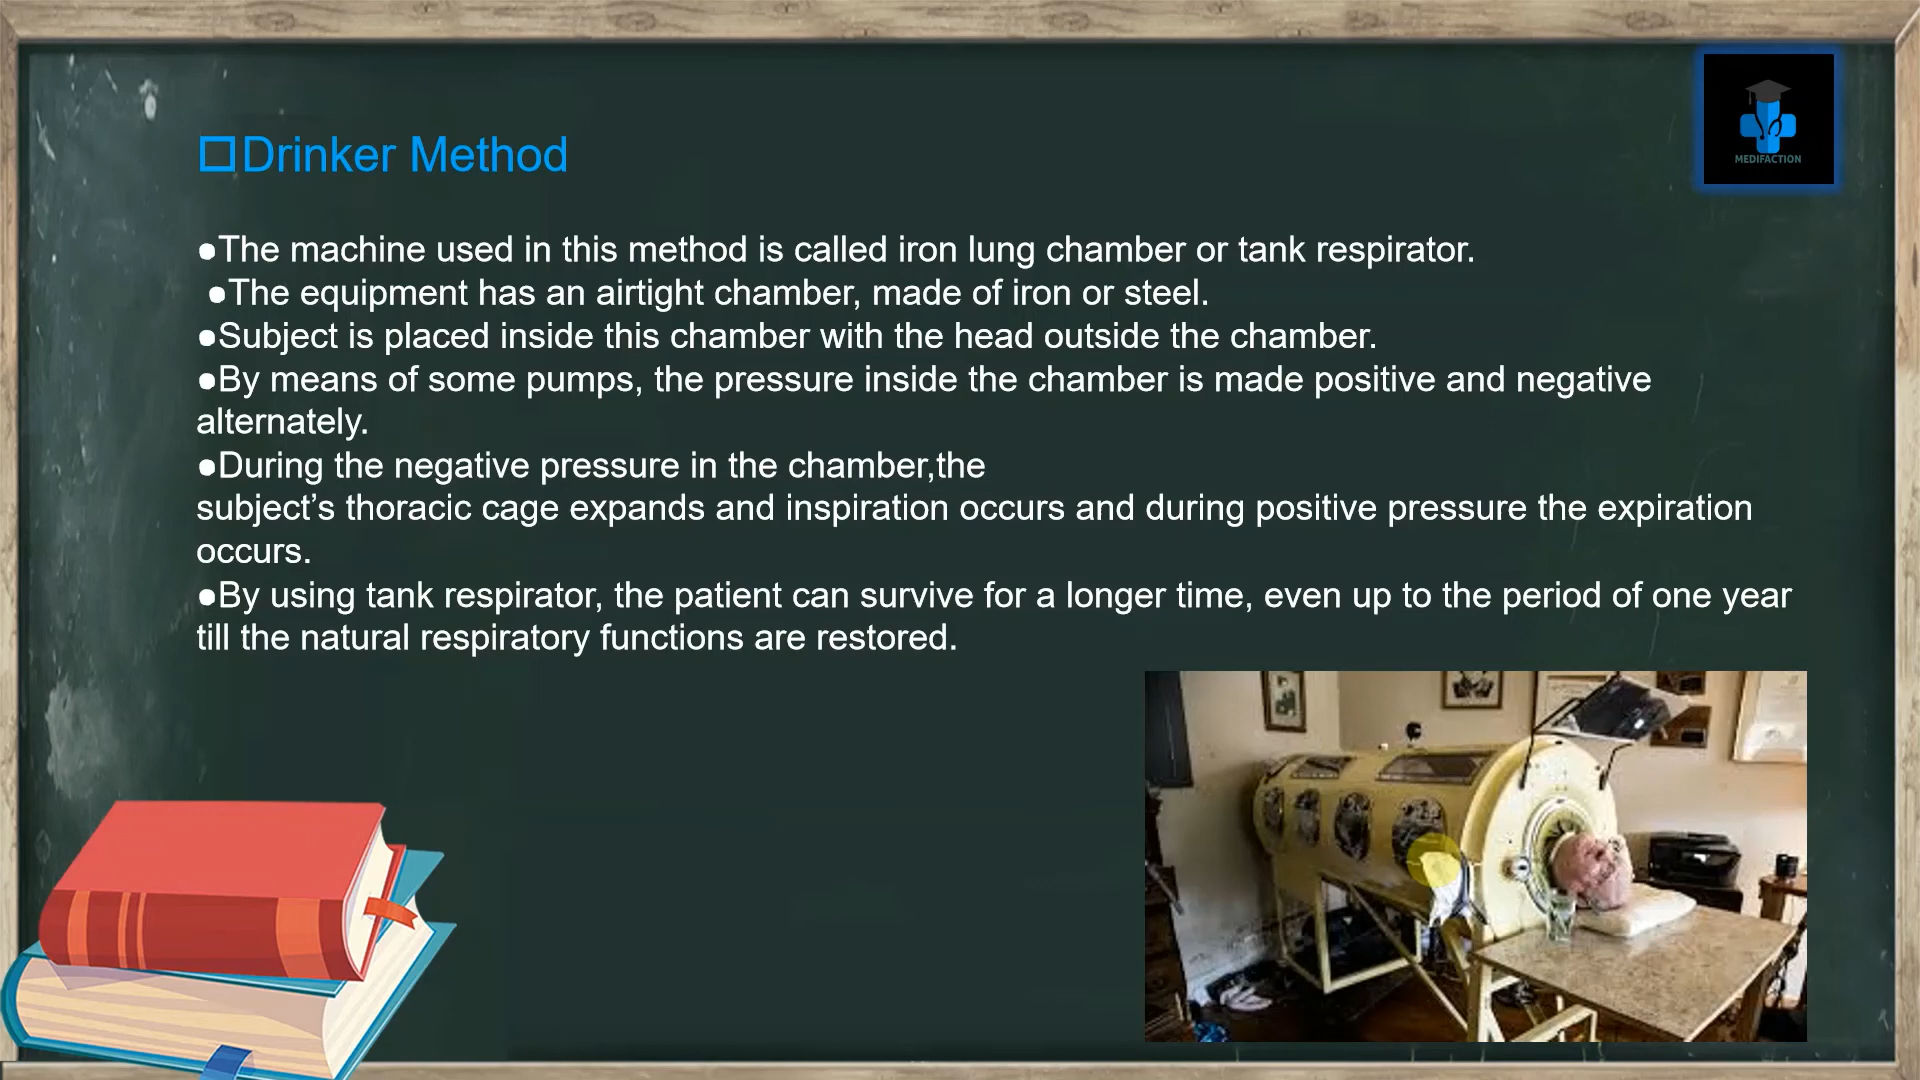 Drinker Method
MEDIFACTION
●The machine used in this method is called iron lung chamber or tank respirator.
●The equipment has an airtight chamber, made of iron or steel.
●Subject is placed inside this chamber with the head outside the chamber.
●By means of some pumps, the pressure inside the chamber is made positive and negative
alternately.
●During the negative pressure in the chamber,the
subject’s thoracic cage expands and inspiration occurs and during positive pressure the expiration
occurs.
●By using tank respirator, the patient can survive for a longer time, even up to the period of one year
till the natural respiratory functions are restored.